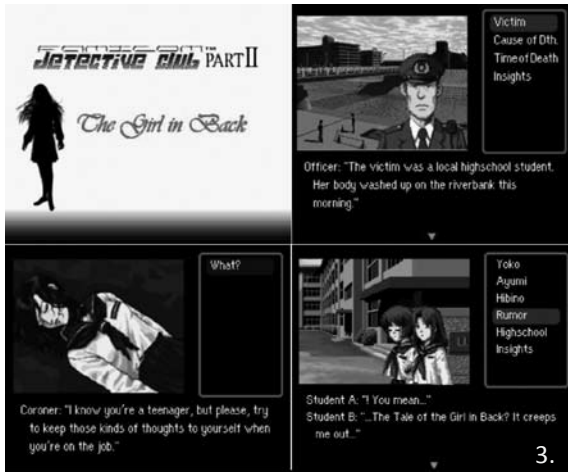 FAMICOM™
DETECTIVE CLUB PART II
The Girl in Back
Victim
Cause of Dth.
Time of Death
Insights
Officer: "The victim was a local highschool student.
Her body washed up on the riverbank this
morning."
What?
Coroner: "I know you're a teenager, but please, try
to keep those kinds of thoughts to yourself when
you're on the job."
Yoko
Ayumi
Hibino
Rumor
Highschool
Insights
Student A: "! You mean..."
Student B: "...The Tale of the Girl in Back? It creeps
me out..."
3.